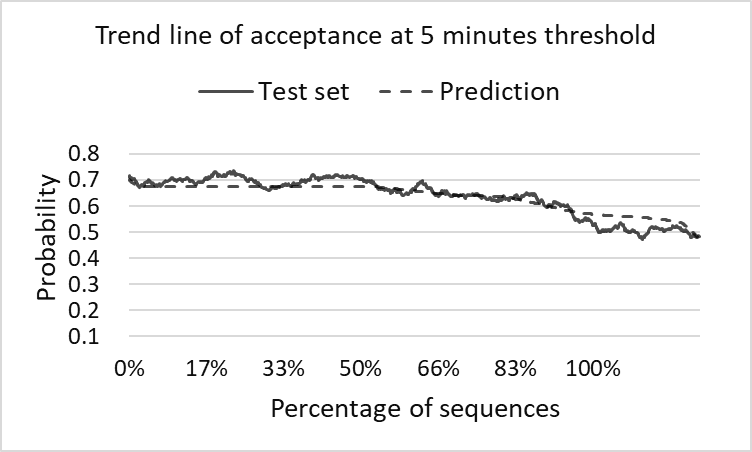 Trend line of acceptance at 5 minutes threshold
Test set Prediction
Probability
0.8
0.7
0.6
0.5
0.4
0.3
0.2
0.1
0% 17% 33% 50% 66% 83% 100%
Percentage of sequences